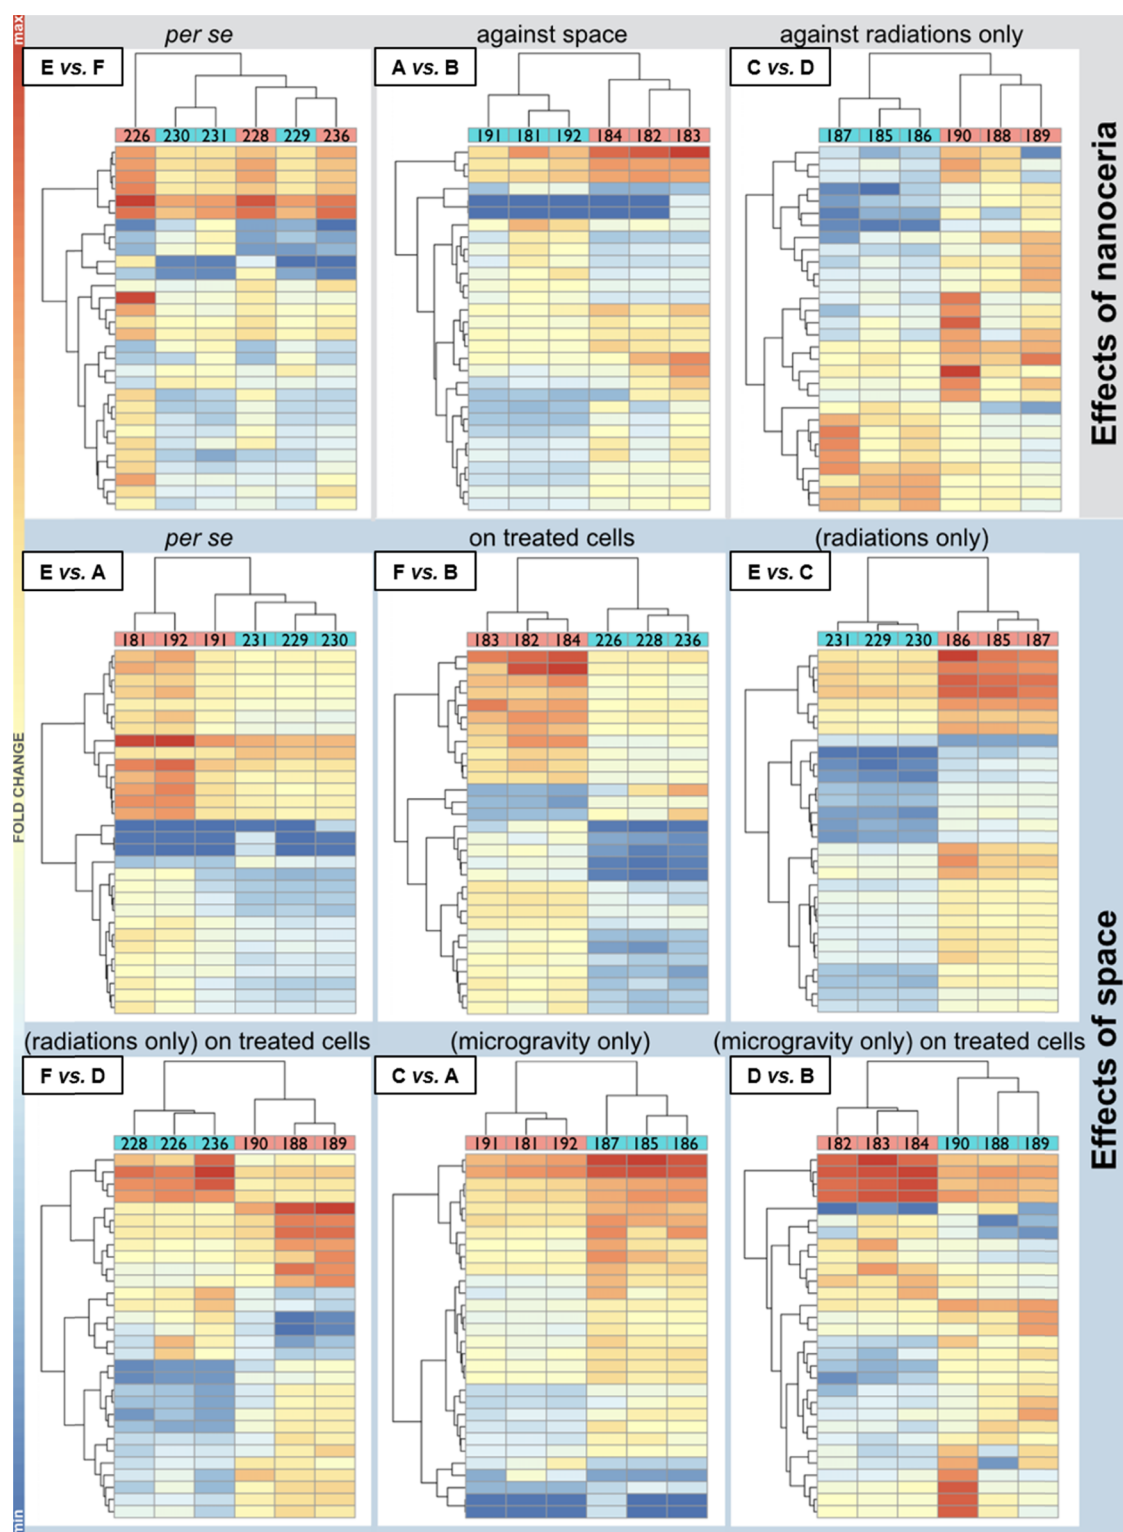 max
per se
against space
against radiations only
E vs. F
A vs. B
C vs. D
226 230 231 228 229 236
191 181 192 184 182 183
187 185 186 190 188 189
Effects of nanoceria
per se
on treated cells
(radiations only)
E vs. A
F vs. B
E vs. C
181 192 191 231 229 230
183 182 184 226 228 236
231 229 230 186 185 187
FOLD CHANGE
Effects of space
(radiations only) on treated cells
(microgravity only)
(microgravity only) on treated cells
F vs. D
C vs. A
D vs. B
228 226 236 190 188 189
191 181 192 187 185 186
182 183 184 190 188 189
min